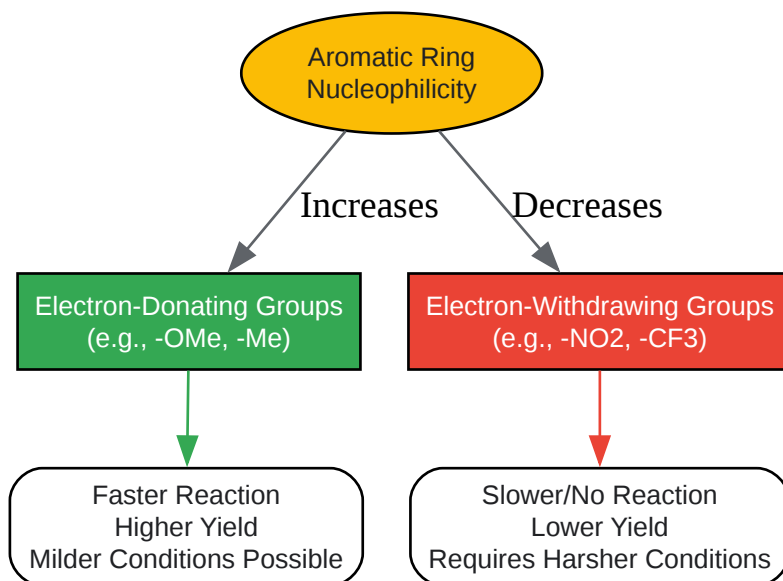 Aromatic Ring
Nucleophilicity
Increases
Decreases
Electron-Donating Groups
(e.g., -OMe, -Me)
Electron-Withdrawing Groups
(e.g., -NO2, -CF3)
Faster Reaction
Higher Yield
Milder Conditions Possible
Slower/No Reaction
Lower Yield
Requires Harsher Conditions